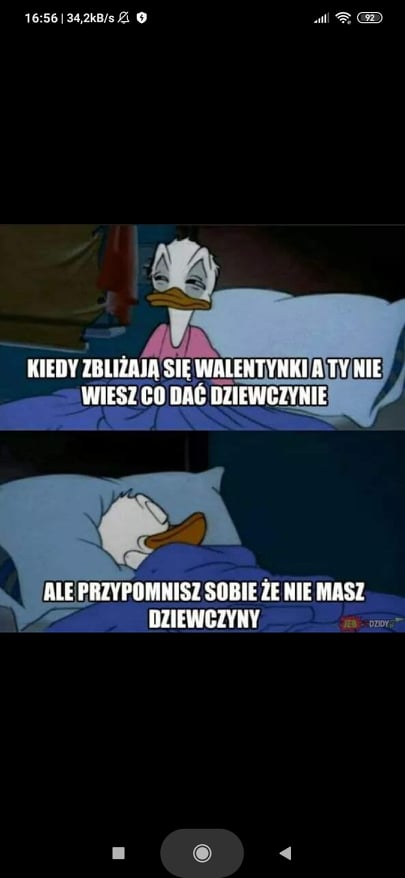 16:56 | 34,2kB/s
92
KIEDY ZBLIŻAJĄ SIĘ WALENTYNKI A TY NIE
WIESZ CO DAĆ DZIEWCZYNIE
ALE PRZYPOMNISZ SOBIE ŻE NIE MASZ
DZIEWCZYNY
JEB Z DZIDY